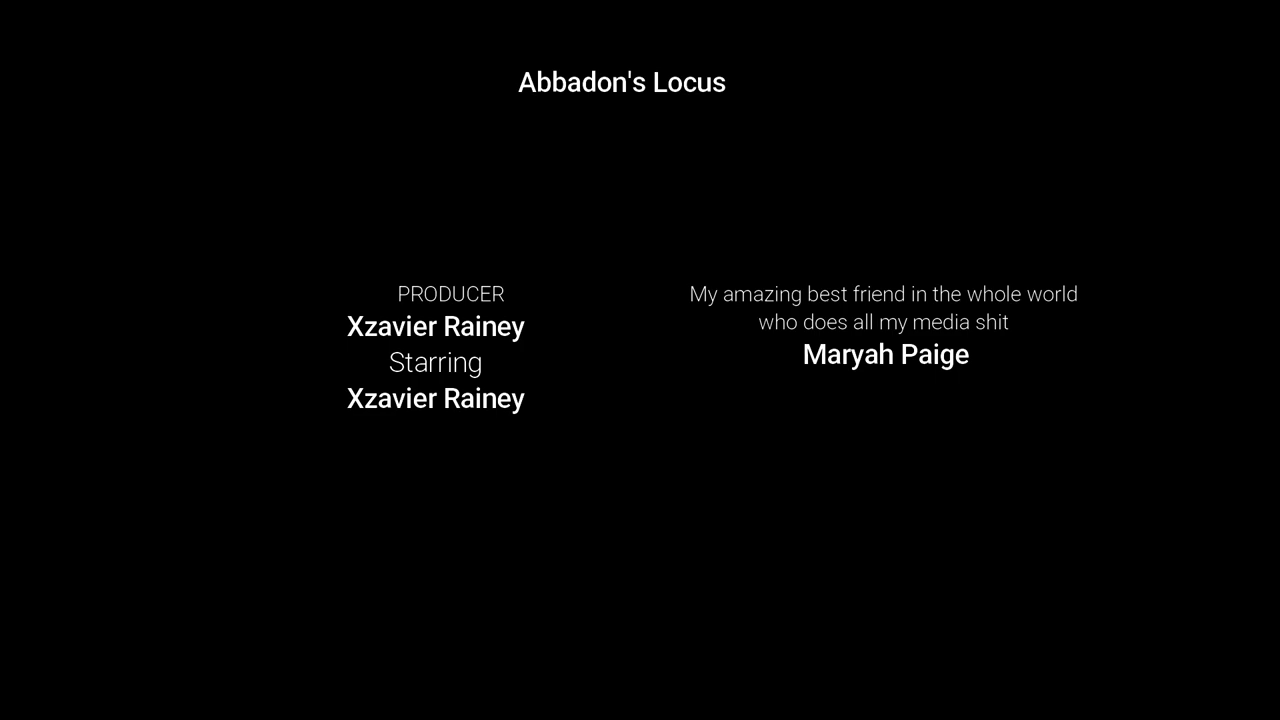 Abbadon's Locus
PRODUCER
Xzavier Rainey
Starring
Xzavier Rainey
My amazing best friend in the whole world
who does all my media shit
Maryah Paige